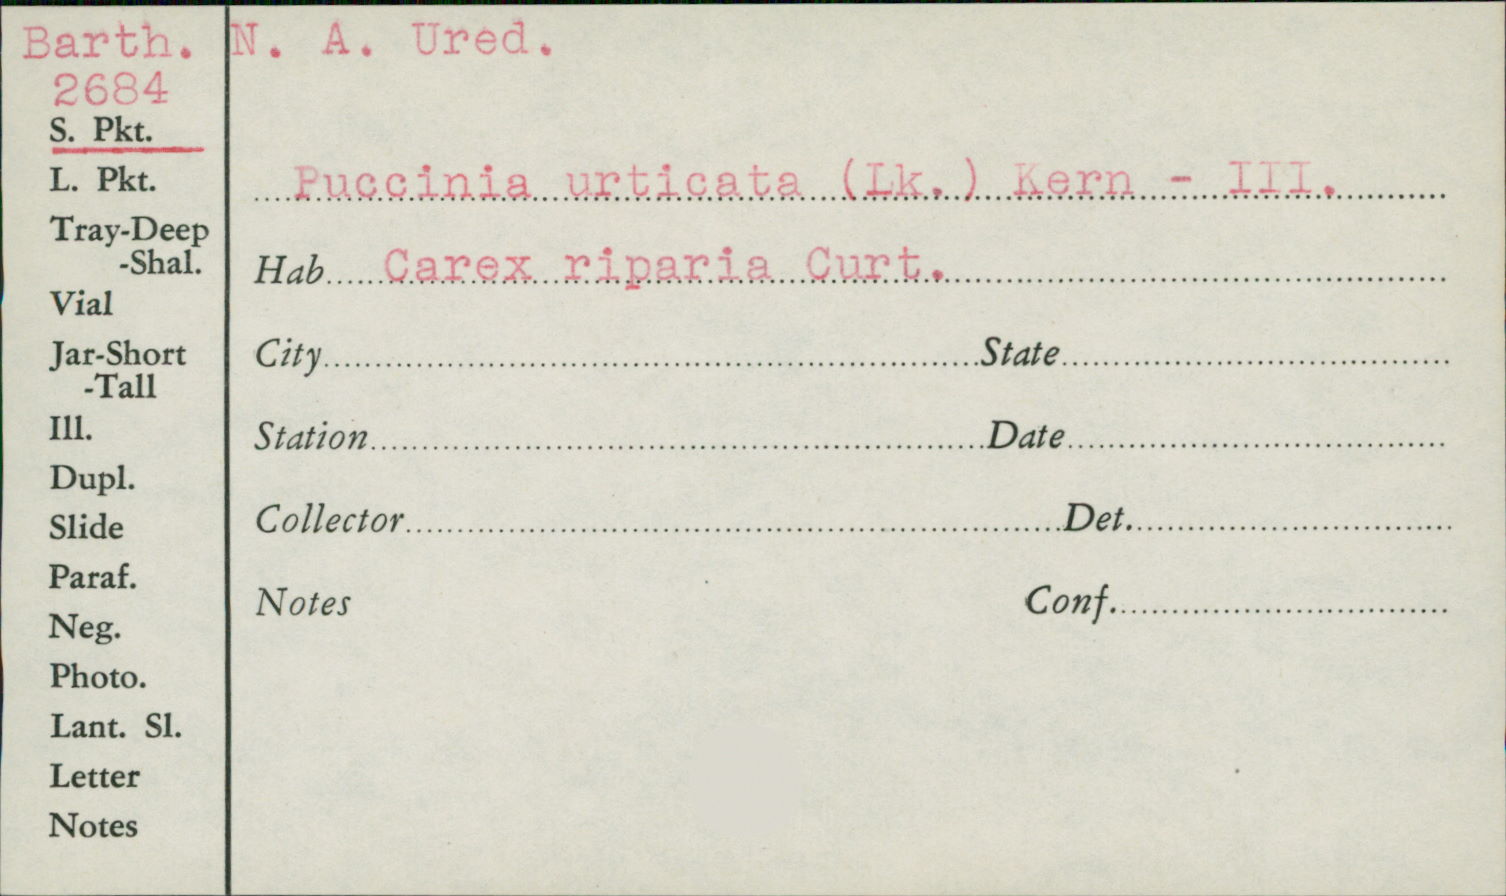 Barth. N. A. Ured.
2684
S. Pkt.
L. Pkt.
Tray-Deep
-Shal.
Vial
Jar-Short
-Tall
Ill.
Dupl.
Slide
Paraf.
Neg.
Photo.
Lant. Sl.
Letter
Notes
Puccinia urticata (Lk.) Kern - III.
Hab Carex riparia Curt.
City State
Station Date
Collector Det.
Notes Conf.